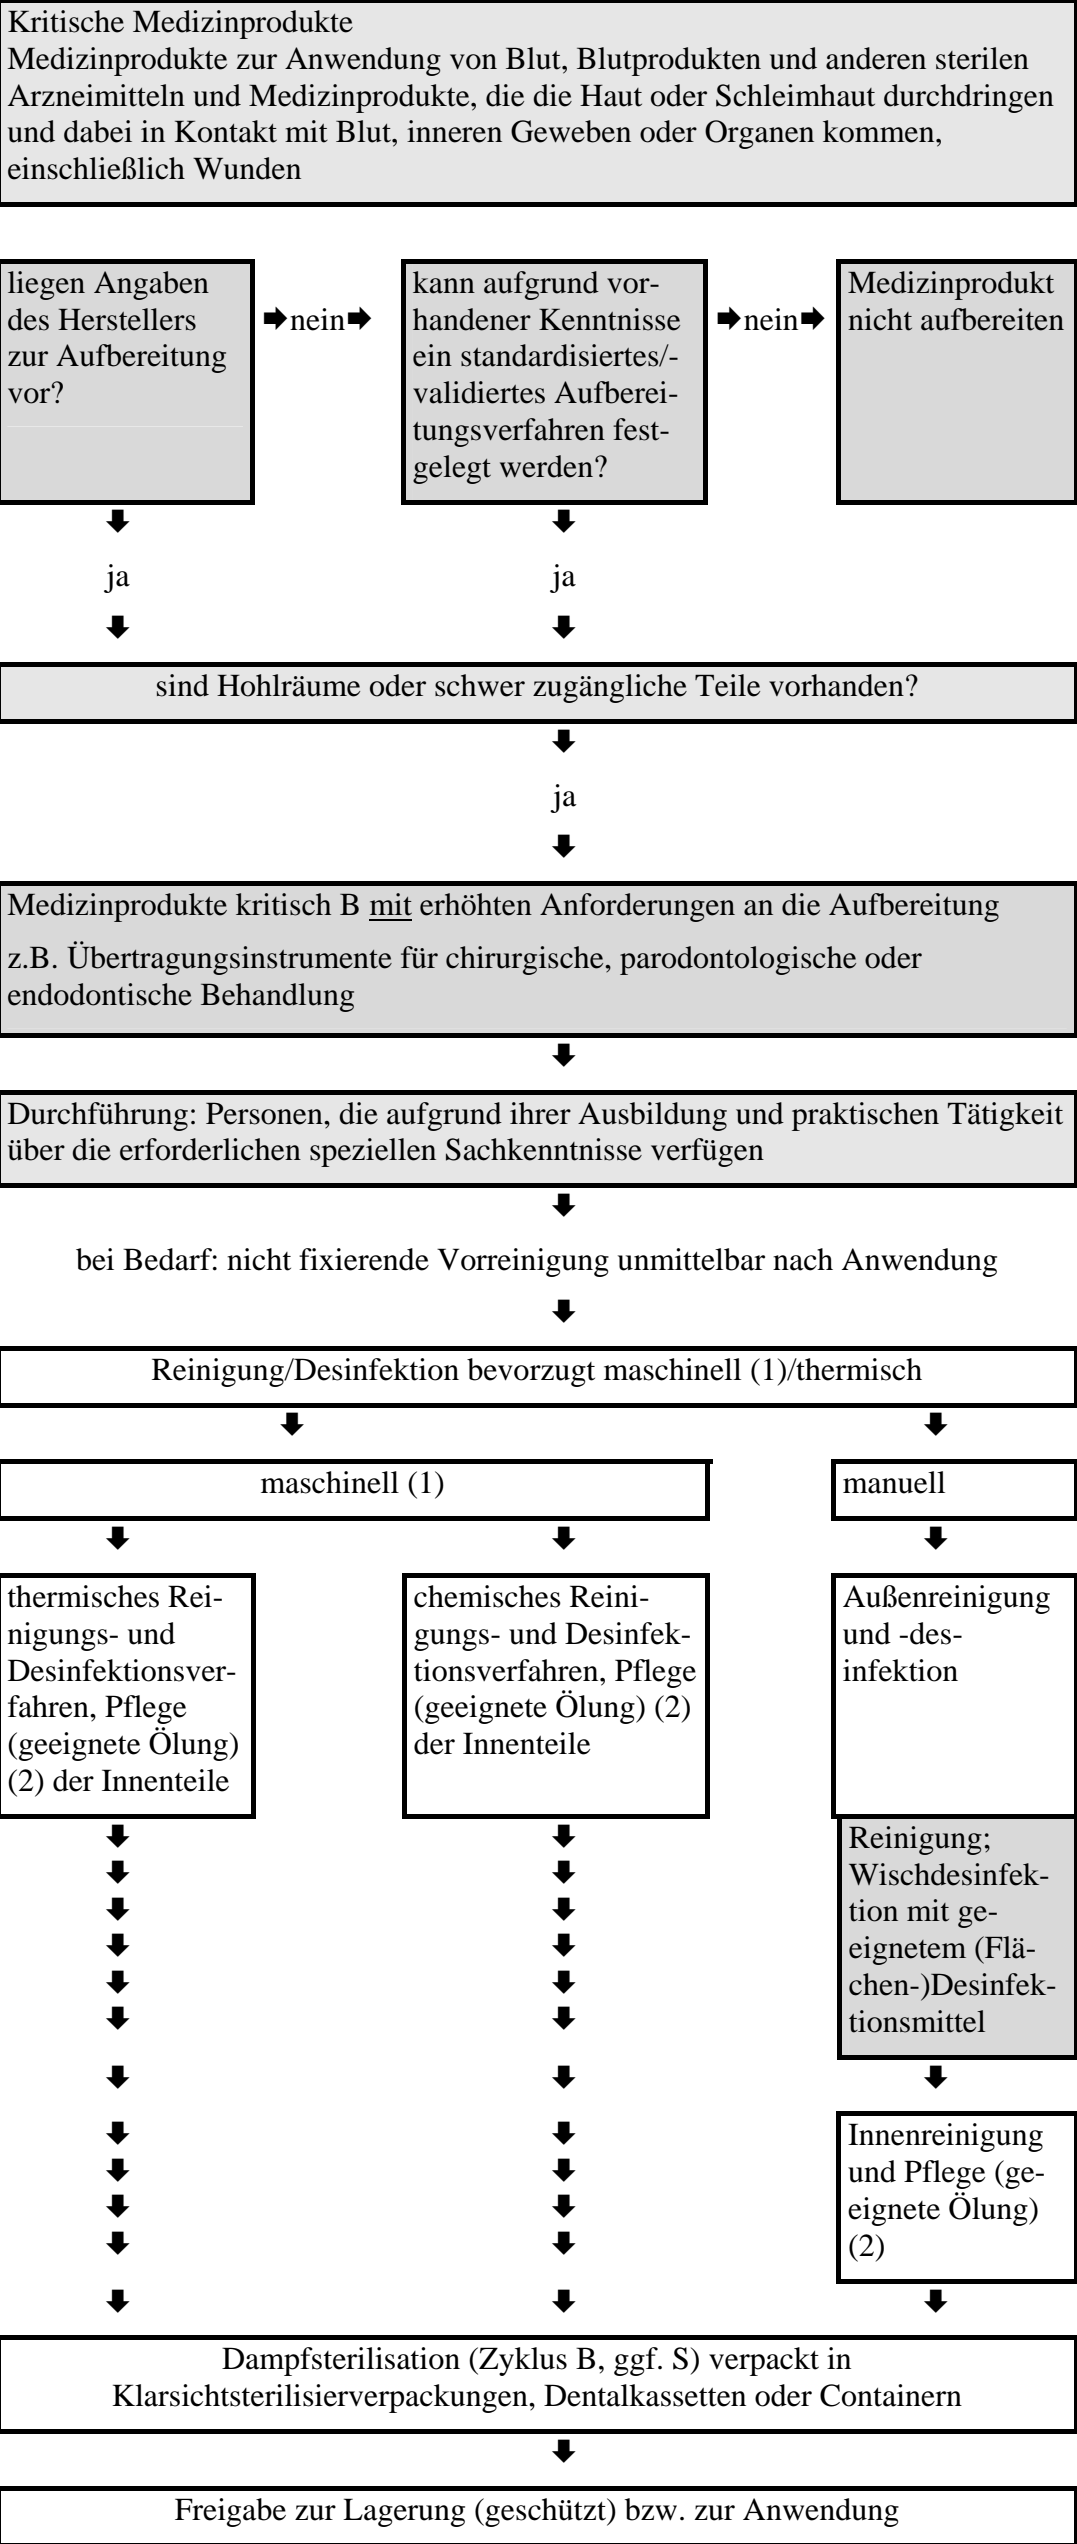 Kritische Medizinprodukte
Medizinprodukte zur Anwendung von Blut, Blutprodukten und anderen sterilen
Arzneimitteln und Medizinprodukte, die die Haut oder Schleimhaut durchdringen
und dabei in Kontakt mit Blut, inneren Geweben oder Organen kommen,
einschließlich Wunden
liegen Angaben
des Herstellers
zur Aufbereitung
vor?
nein
kann aufgrund vor-
handener Kenntnisse
ein standardisiertes/-
validiertes Aufberei-
tungsverfahren fest-
gelegt werden?
nein
Medizinprodukt
nicht aufbereiten
ja
ja
sind Hohlräume oder schwer zugängliche Teile vorhanden?
ja
Medizinprodukte kritisch B mit erhöhten Anforderungen an die Aufbereitung
z.B. Übertragungsinstrumente für chirurgische, parodontologische oder
endodontische Behandlung
Durchführung: Personen, die aufgrund ihrer Ausbildung und praktischen Tätigkeit
über die erforderlichen speziellen Sachkenntnisse verfügen
bei Bedarf: nicht fixierende Vorreinigung unmittelbar nach Anwendung
Reinigung/Desinfektion bevorzugt maschinell (1)/thermisch
maschinell (1)
manuell
thermisches Rei-
nigungs- und
Desinfektionsver-
fahren, Pflege
(geeignete Ölung)
(2) der Innenteile
chemisches Reini-
gungs- und Desinfek-
tionsverfahren, Pflege
(geeignete Ölung) (2)
der Innenteile
Außenreinigung
und -des-
infektion
Reinigung;
Wischdesinfek-
tion mit ge-
eignetem (Flä-
chen-)Desinfek-
tionsmittel
Innenreinigung
und Pflege (ge-
eignete Ölung)
(2)
Dampfsterilisation (Zyklus B, ggf. S) verpackt in
Klarsichtsterilisierverpackungen, Dentalkassetten oder Containern
Freigabe zur Lagerung (geschützt) bzw. zur Anwendung